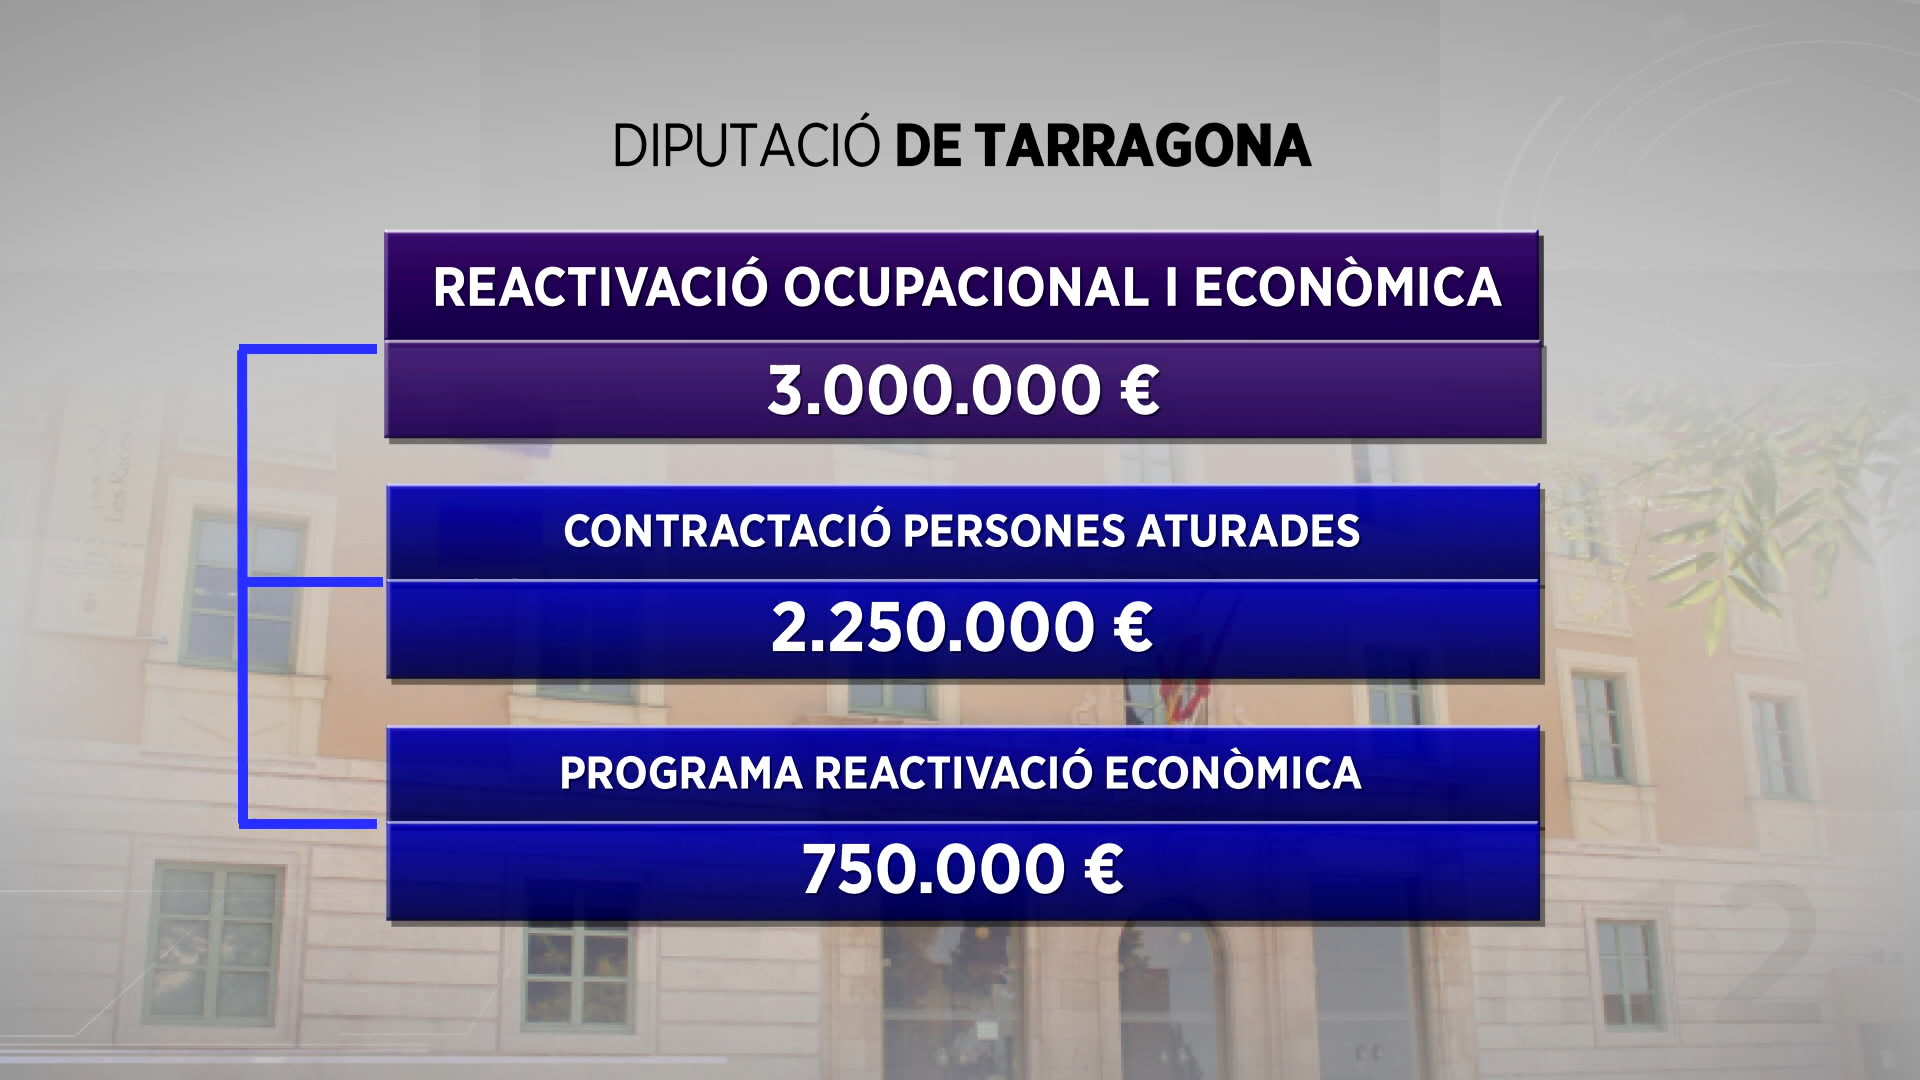 DIPUTACIÓ DE TARRAGONA
REACTIVACIÓ OCUPACIONAL I ECONÒMICA
3.000.000 €
CONTRACTACIÓ PERSONES ATURADES
2.250.000 €
PROGRAMA REACTIVACIÓ ECONÒMICA
750.000 €